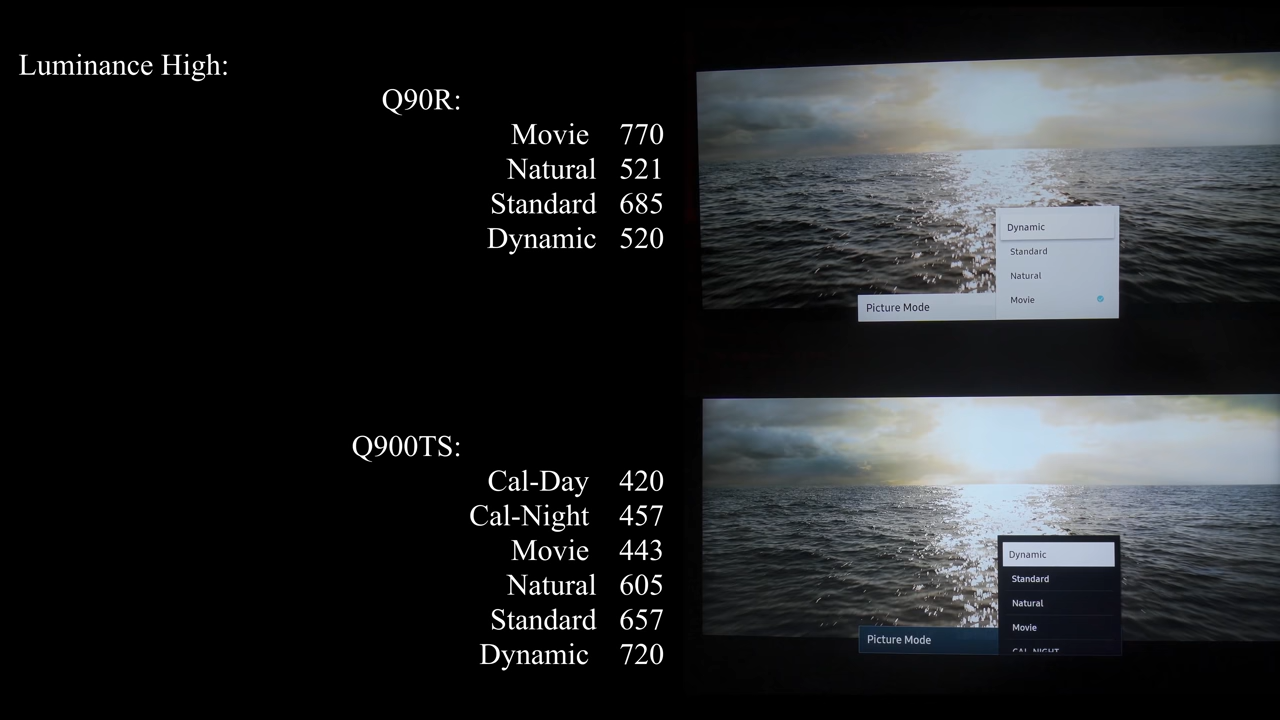 Luminance High:
Q90R:
Movie 770
Natural 521
Standard 685
Dynamic 520
Dynamic
Standard
Natural
Movie
Picture Mode
Q900TS:
Cal-Day 420
Cal-Night 457
Movie 443
Natural 605
Standard 657
Dynamic 720
Dynamic
Standard
Natural
Movie
CAL-NIGHT
Picture Mode